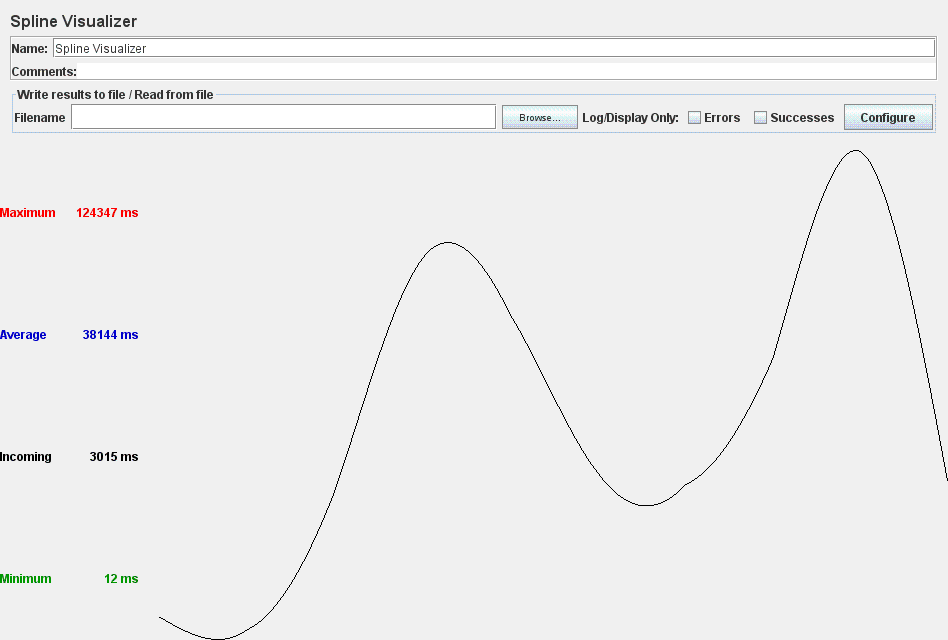 Spline Visualizer
Name: Spline Visualizer
Comments:
Write results to file / Read from file
Filename Browse... Log/Display Only: Errors Successes Configure
Maximum 124347 ms
Average 38144 ms
Incoming 3015 ms
Minimum 12 ms